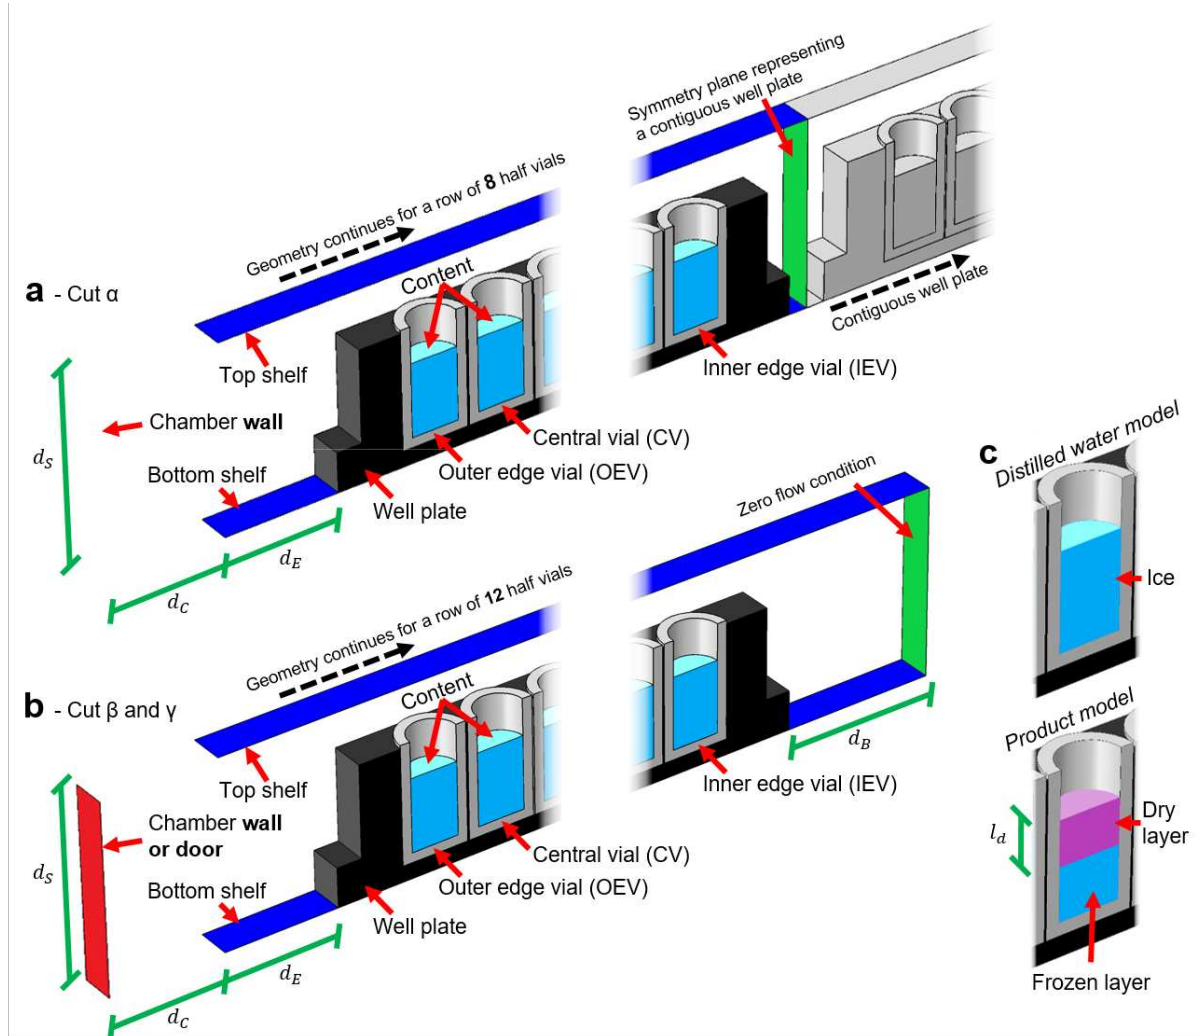 a - Cut α
Geometry continues for a row of 8 half vials
Content
Top shelf
Chamber wall
d_S
Bottom shelf
Central vial (CV)
Outer edge vial (OEV)
Well plate
d_E
d_C
Symmetry plane representing
a contiguous well plate
Inner edge vial (IEV)
Contiguous well plate
b - Cut β and γ
Geometry continues for a row of 12 half vials
Content
Top shelf
Chamber wall
or door
d_S
Bottom shelf
Central vial (CV)
Outer edge vial (OEV)
Well plate
d_E
d_C
Zero flow condition
Inner edge vial (IEV)
d_B
c
Distilled water model
Ice
Product model
l_d
Dry
layer
Frozen layer